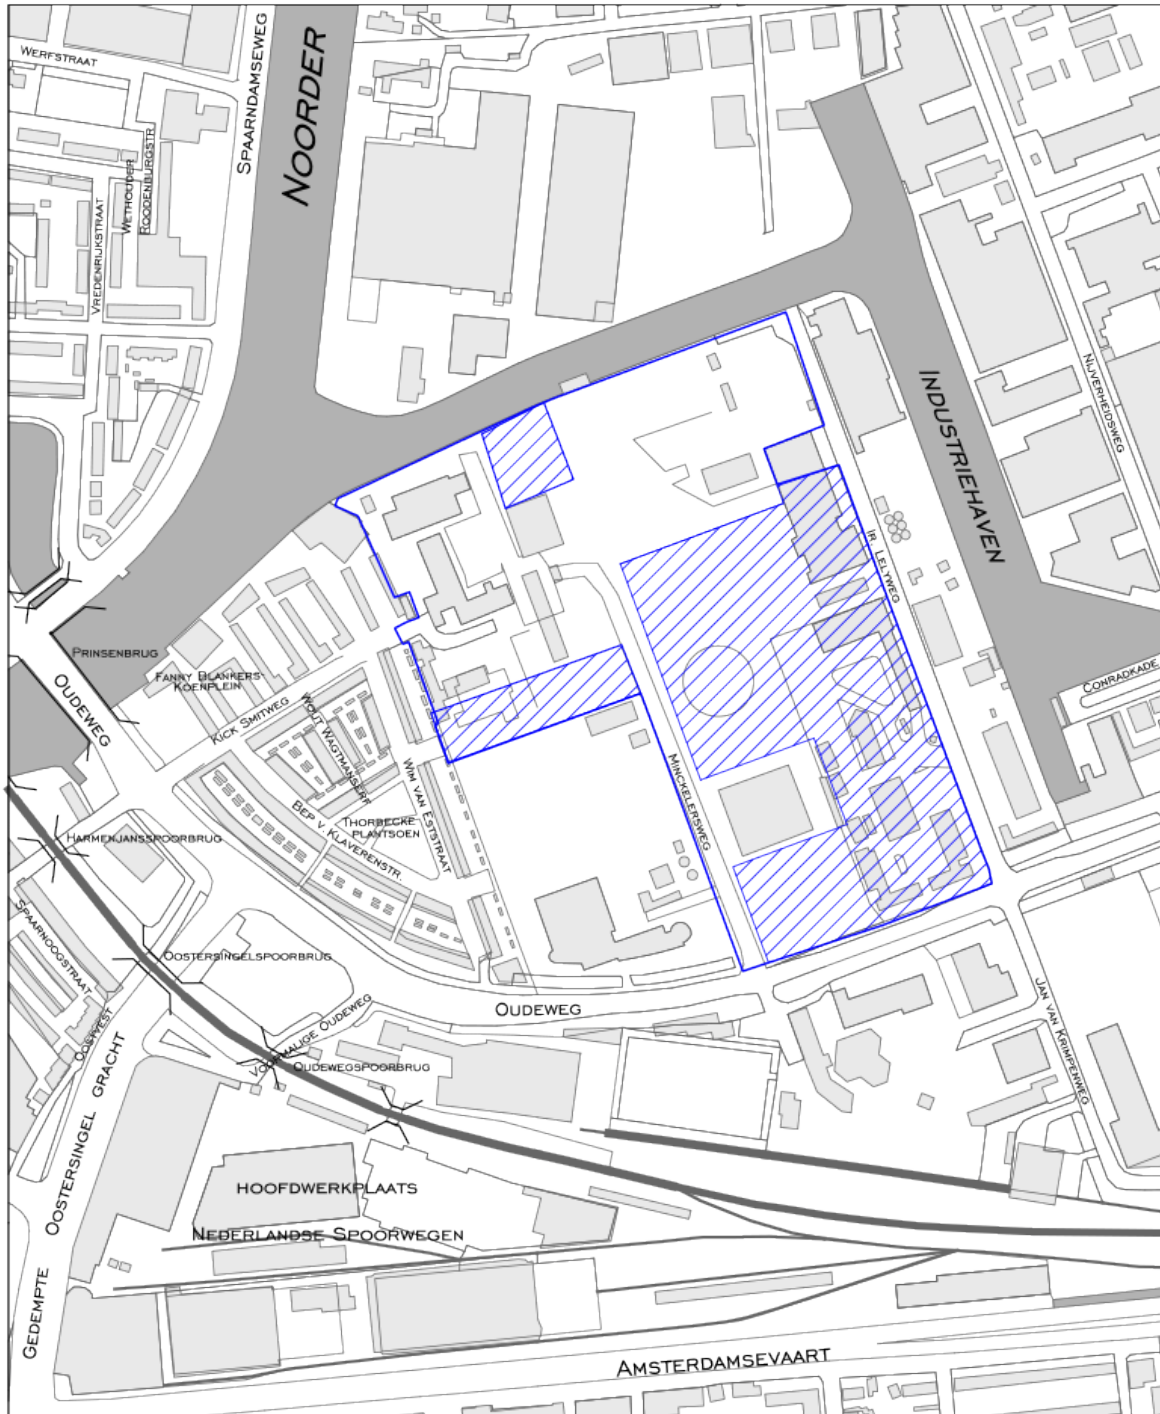 WERFSTRAAT
SPAARNDAMSEWEG
NOORDER
WETHOUDER
ROODENBURGSTR.
VREDENRIJKSTRAAT
INDUSTRIEHAVEN
NIJVERHEIDSWEG
IR. LELYWEG
CONRADKADE
PRINSENBRUG
OUDEWEG
FANNY BLANKERS-
KOENPLEIN
KICK SMITWEG
WOUT WAGTMANSERF
BEP V. KLAVERENSTR.
THORBECKE
PLANTSOEN
WIM VAN ESTSTRAAT
MINCKELERSWEG
HARMENJANSSPOORBRUG
SPAARNOOGSTRAAT
OOSTVEST
OOSTERSINGELSPOORBRUG
VOORMALIGE OUDEWEG
OUDEWEG
OUDEWEGSPOORBRUG
JAN VAN KRIMPENWEG
GEDEMPTE OOSTERSINGEL GRACHT
HOOFDWERKPLAATS
NEDERLANDSE SPOORWEGEN
AMSTERDAMSEVAART